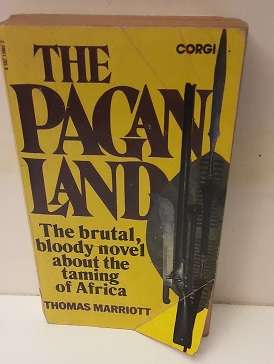 CORGI
THE
PAGAN
LAND
The brutal,
bloody novel
about the
taming
of Africa
THOMAS MARRIOTT